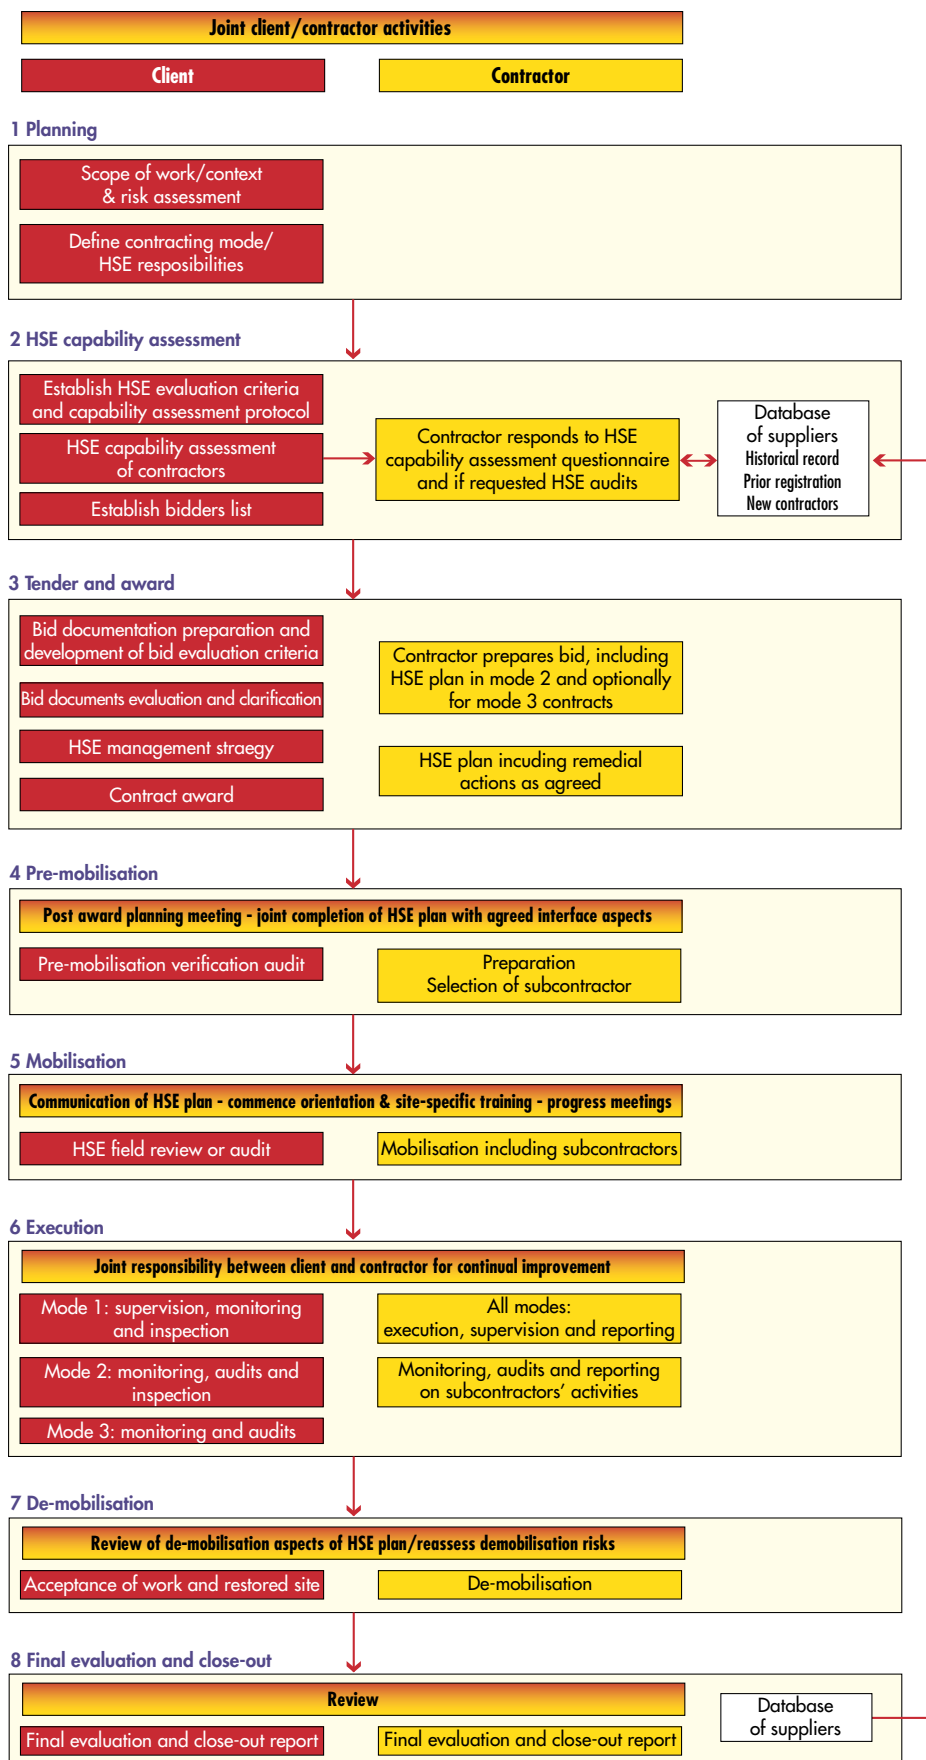 Joint client/contractor activities
Client
Contractor
1 Planning
Scope of work/context
& risk assessment
Define contracting mode/
HSE resposibilities
2 HSE capability assessment
Establish HSE evaluation criteria
and capability assessment protocol
HSE capability assessment
of contractors
Establish bidders list
Contractor responds to HSE
capability assessment questionnaire
and if requested HSE audits
Database
of suppliers
Historical record
Prior registration
New contractors
3 Tender and award
Bid documentation preparation and
development of bid evaluation criteria
Bid documents evaluation and clarification
HSE management straegy
Contract award
Contractor prepares bid, including
HSE plan in mode 2 and optionally
for mode 3 contracts
HSE plan incuding remedial
actions as agreed
4 Pre-mobilisation
Post award planning meeting - joint completion of HSE plan with agreed interface aspects
Pre-mobilisation verification audit
Preparation
Selection of subcontractor
5 Mobilisation
Communication of HSE plan - commence orientation & site-specific training - progress meetings
HSE field review or audit
Mobilisation including subcontractors
6 Execution
Joint responsibility between client and contractor for continual improvement
Mode 1: supervision, monitoring
and inspection
Mode 2: monitoring, audits and
inspection
Mode 3: monitoring and audits
All modes:
execution, supervision and reporting
Monitoring, audits and reporting
on subcontractors' activities
7 De-mobilisation
Review of de-mobilisation aspects of HSE plan/reassess demobilisation risks
Acceptance of work and restored site
De-mobilisation
8 Final evaluation and close-out
Review
Final evaluation and close-out report
Final evaluation and close-out report
Database
of suppliers